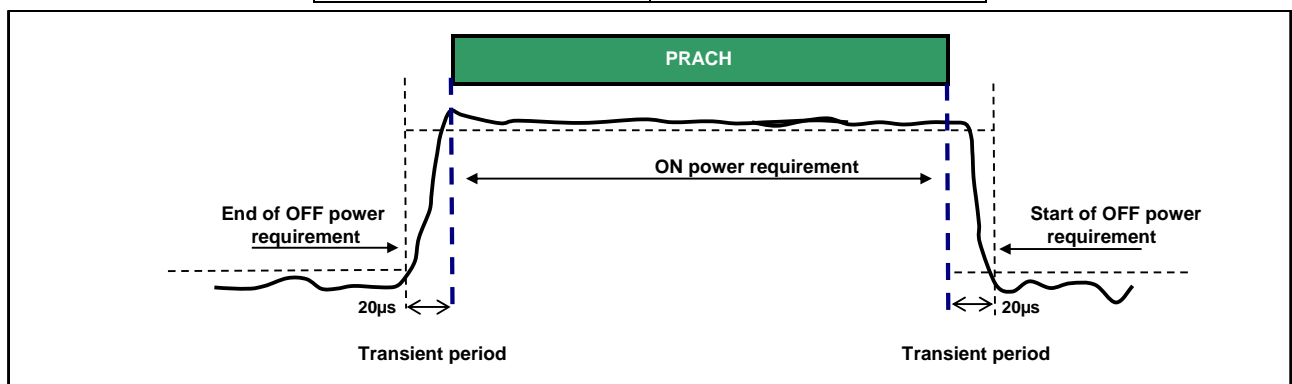 PRACH
ON power requirement
End of OFF power
requirement
Start of OFF power
requirement
20µs
20µs
Transient period
Transient period